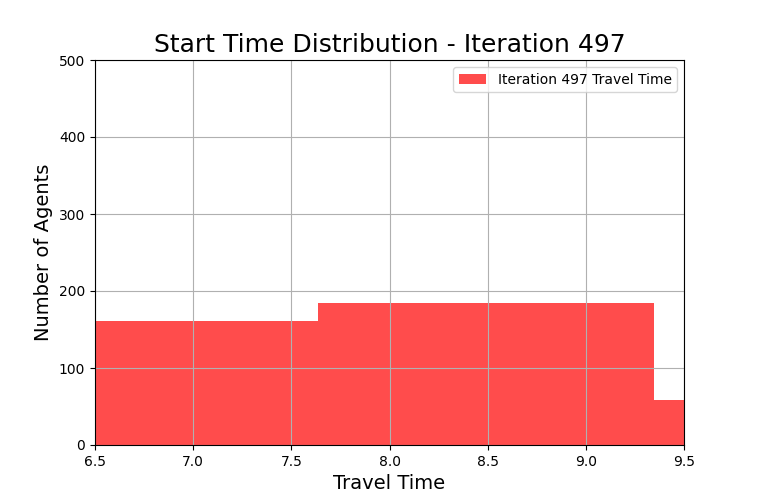 Start Time Distribution - Iteration 497
Iteration 497 Travel Time
Number of Agents
500
400
300
200
100
0
6.5 7.0 7.5 8.0 8.5 9.0 9.5
Travel Time